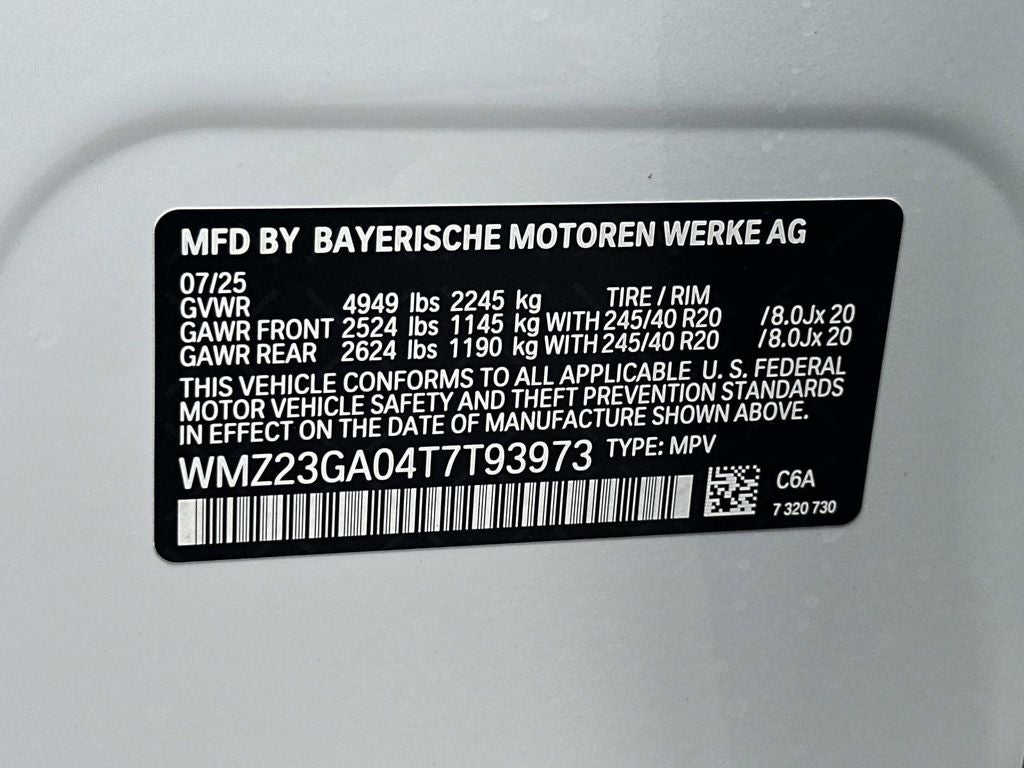 MFD BY BAYERISCHE MOTOREN WERKE AG
07/25
GVWR 4949 lbs 2245 kg TIRE / RIM
GAWR FRONT 2524 lbs 1145 kg WITH 245/40 R20 /8.0Jx 20
GAWR REAR 2624 lbs 1190 kg WITH 245/40 R20 /8.0Jx 20
THIS VEHICLE CONFORMS TO ALL APPLICABLE U. S. FEDERAL
MOTOR VEHICLE SAFETY AND THEFT PREVENTION STANDARDS
IN EFFECT ON THE DATE OF MANUFACTURE SHOWN ABOVE.
WMZ23GA04T7T93973 TYPE: MPV
C6A
7 320 730